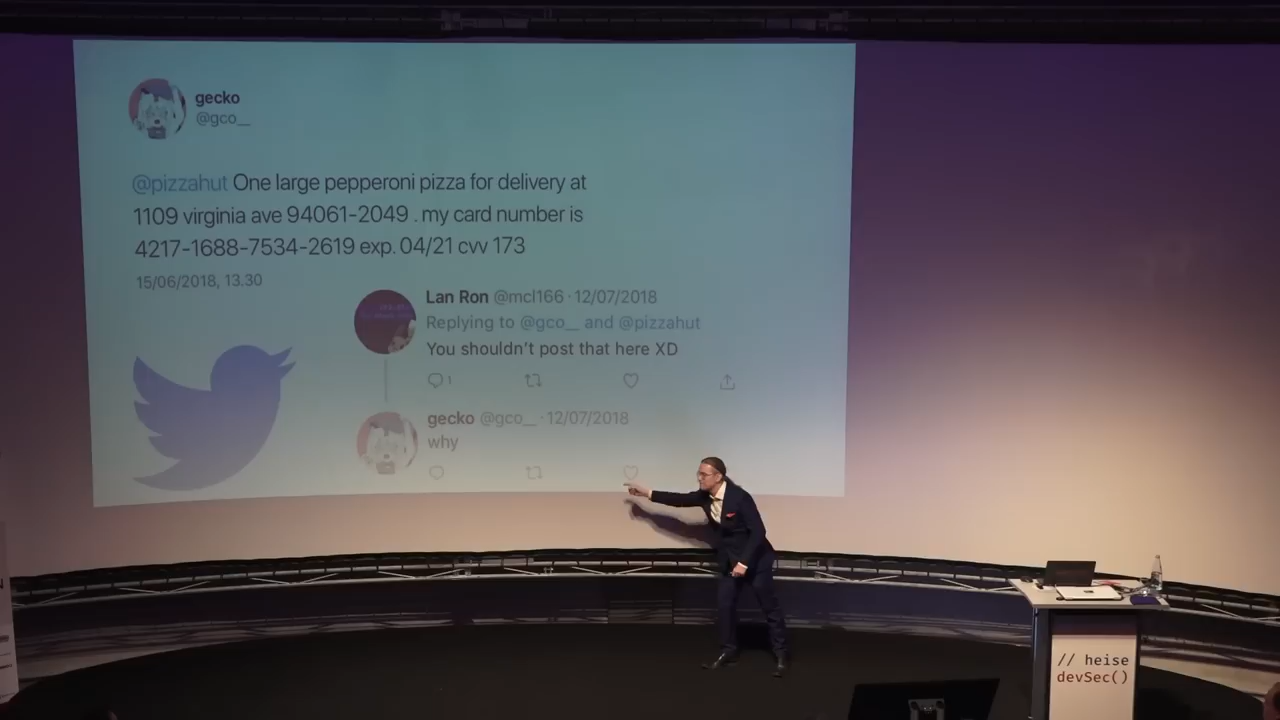 gecko
@gco__
@pizzahut One large pepperoni pizza for delivery at
1109 virginia ave 94061-2049 . my card number is
4217-1688-7534-2619 exp. 04/21 cvv 173
15/06/2018, 13.30
Lan Ron @mcl166 · 12/07/2018
Replying to @gco__ and @pizzahut
You shouldn't post that here XD
1
gecko @gco__ · 12/07/2018
why
// heise
devSec()